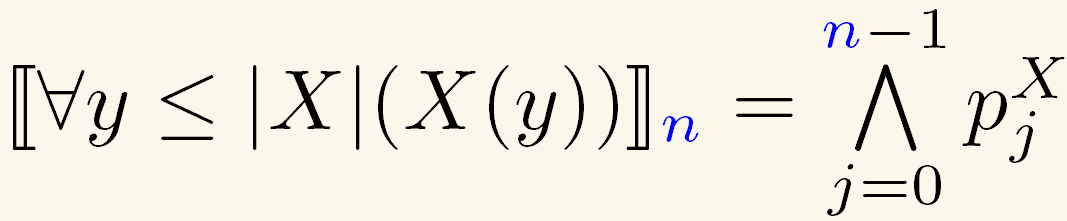 ⟦∀y ≤ |X|(X(y))⟧_n = ⋀_{j=0}^{n−1} p_j^X